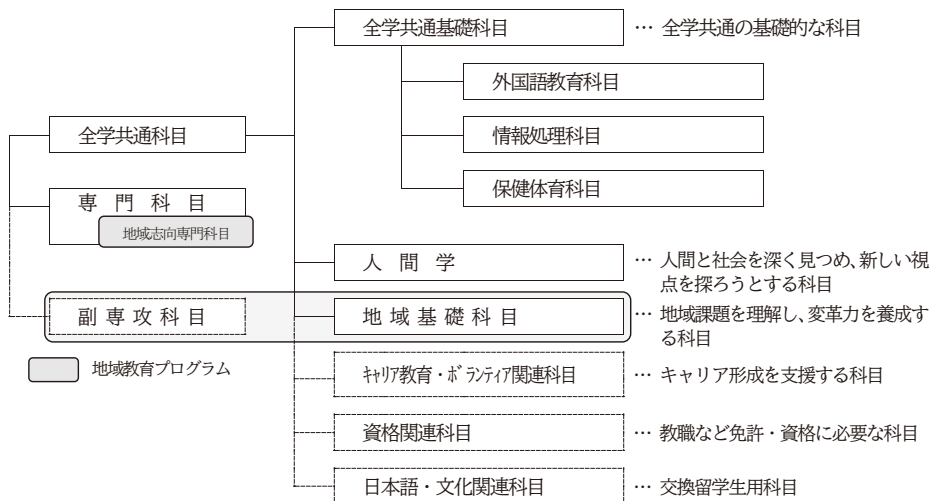 全学共通基礎科目 … 全学共通の基礎的な科目
外国語教育科目
情報処理科目
保健体育科目
全学共通科目
専門科目
地域志向専門科目
人間学 … 人間と社会を深く見つめ、新しい視
点を探ろうとする科目
副専攻科目
地域基礎科目 … 地域課題を理解し、変革力を養成す
る科目
地域教育プログラム
ｷｬﾘｱ教育・ﾎﾞﾗﾝﾃｨｱ関連科目 … キャリア形成を支援する科目
資格関連科目 … 教職など免許・資格に必要な科目
日本語・文化関連科目 … 交換留学生用科目